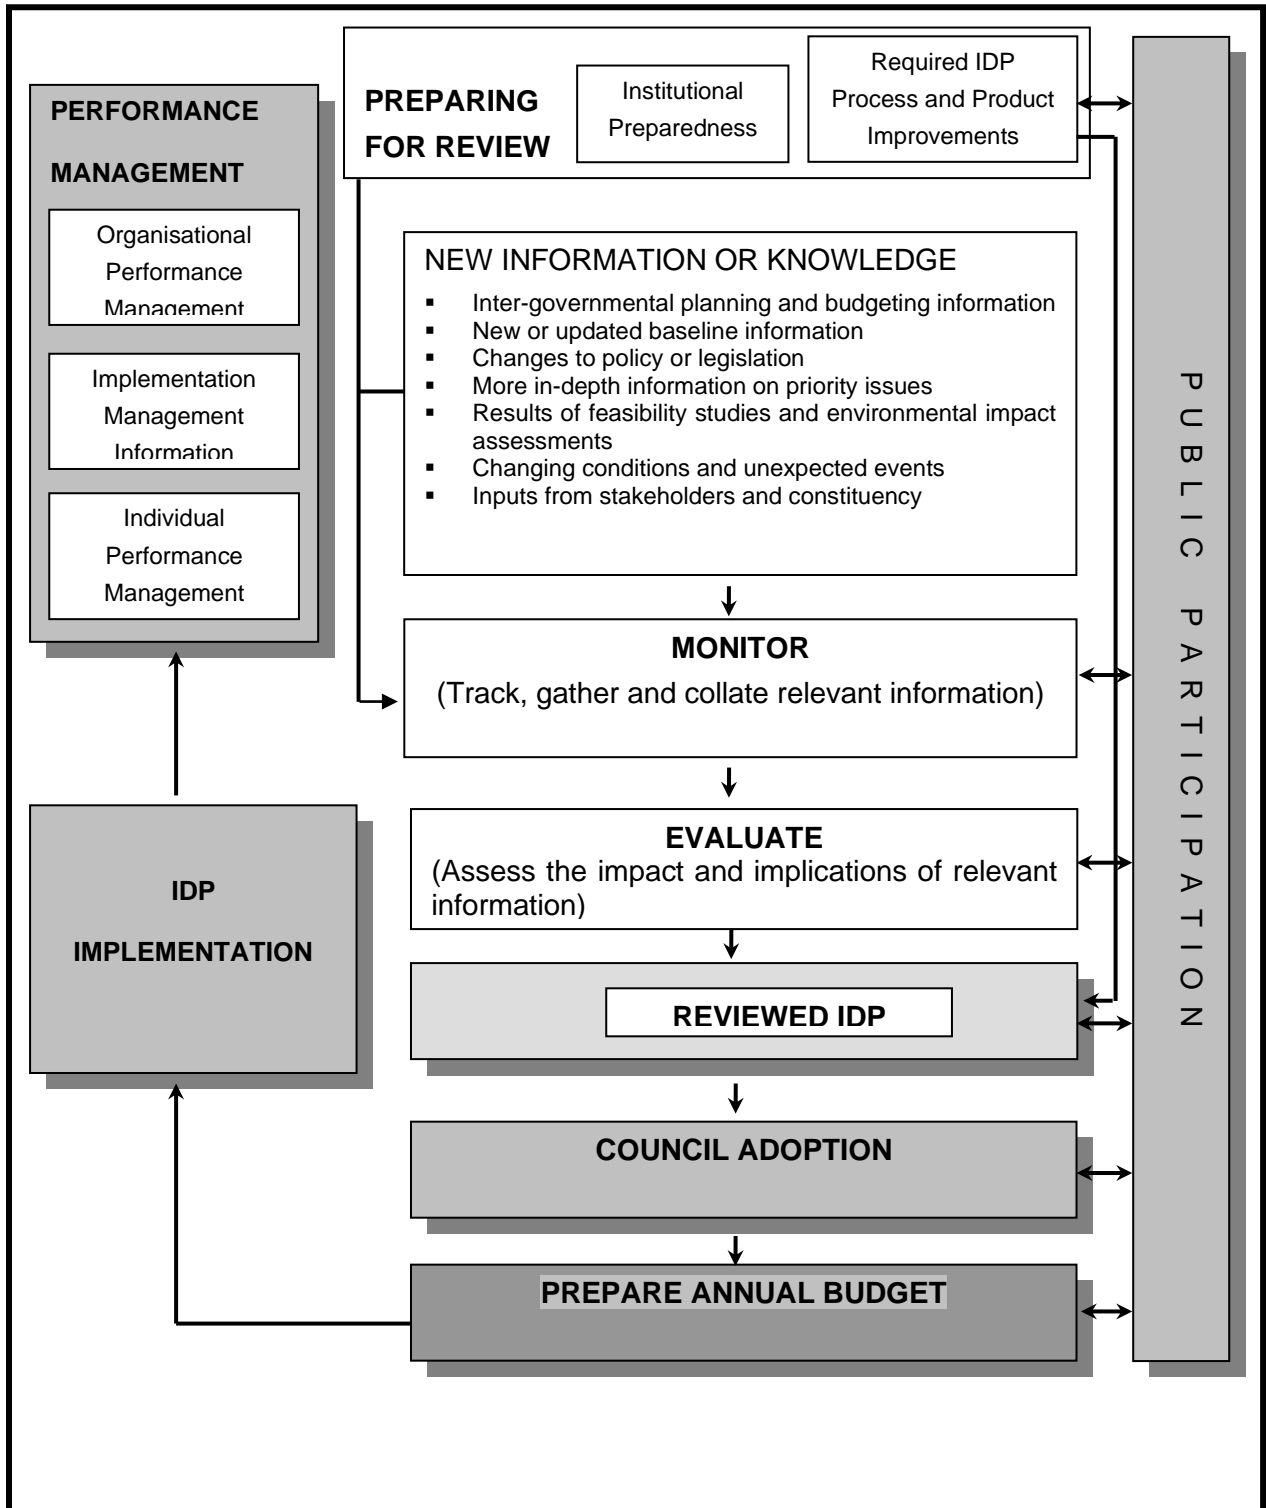 PERFORMANCE
MANAGEMENT
Organisational
Performance
Management
Implementation
Management
Information
Individual
Performance
Management
IDP
IMPLEMENTATION
PREPARING
FOR REVIEW
Institutional
Preparedness
Required IDP
Process and Product
Improvements
NEW INFORMATION OR KNOWLEDGE
▪ Inter-governmental planning and budgeting information
▪ New or updated baseline information
▪ Changes to policy or legislation
▪ More in-depth information on priority issues
▪ Results of feasibility studies and environmental impact
assessments
▪ Changing conditions and unexpected events
▪ Inputs from stakeholders and constituency
MONITOR
(Track, gather and collate relevant information)
EVALUATE
(Assess the impact and implications of relevant
information)
REVIEWED IDP
COUNCIL ADOPTION
PREPARE ANNUAL BUDGET
PUBLIC PARTICIPATION